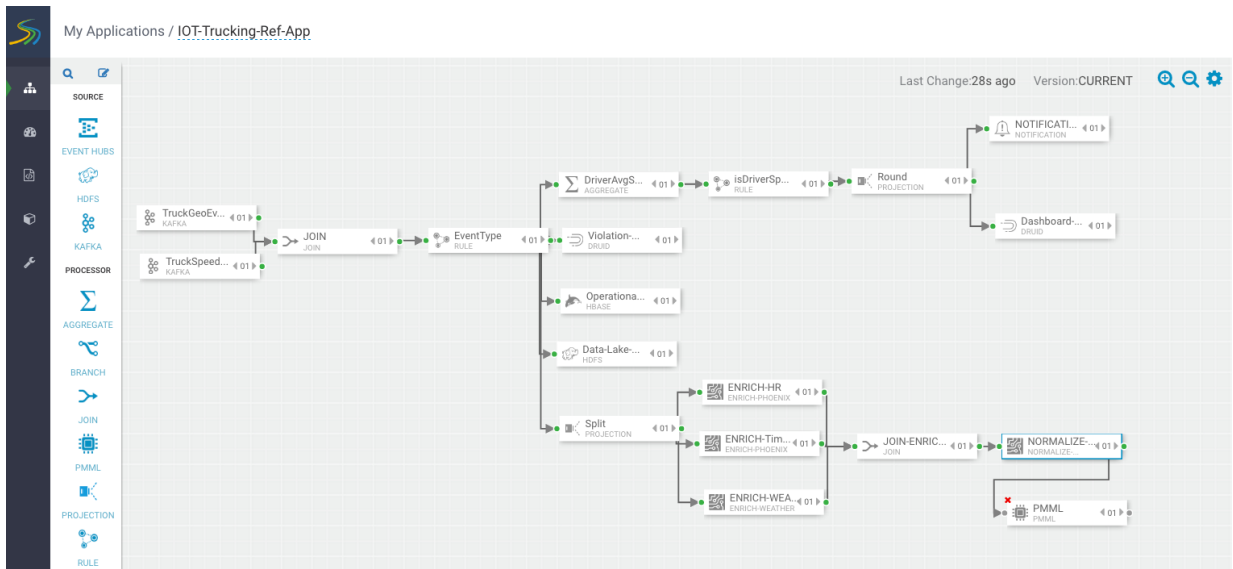 My Applications / IOT-Trucking-Ref-App
Last Change:28s ago Version:CURRENT
SOURCE
EVENT HUBS
HDFS
KAFKA
PROCESSOR
AGGREGATE
BRANCH
JOIN
PMML
PROJECTION
RULE
TruckGeoEv... 01
KAFKA
TruckSpeed... 01
KAFKA
JOIN 01
JOIN
EventType 01
RULE
DriverAvgS... 01
AGGREGATE
isDriverSp... 01
RULE
Round 01
PROJECTION
NOTIFICATI... 01
NOTIFICATION
Dashboard-... 01
DRUID
Violation-... 01
DRUID
Operationa... 01
HBASE
Data-Lake-... 01
HDFS
Split 01
PROJECTION
ENRICH-HR 01
ENRICH-PHOENIX
ENRICH-Tim... 01
ENRICH-PHOENIX
ENRICH-WEA... 01
ENRICH-WEATHER
JOIN-ENRIC... 01
JOIN
NORMALIZE-... 01
NORMALIZE-...
PMML 01
PMML